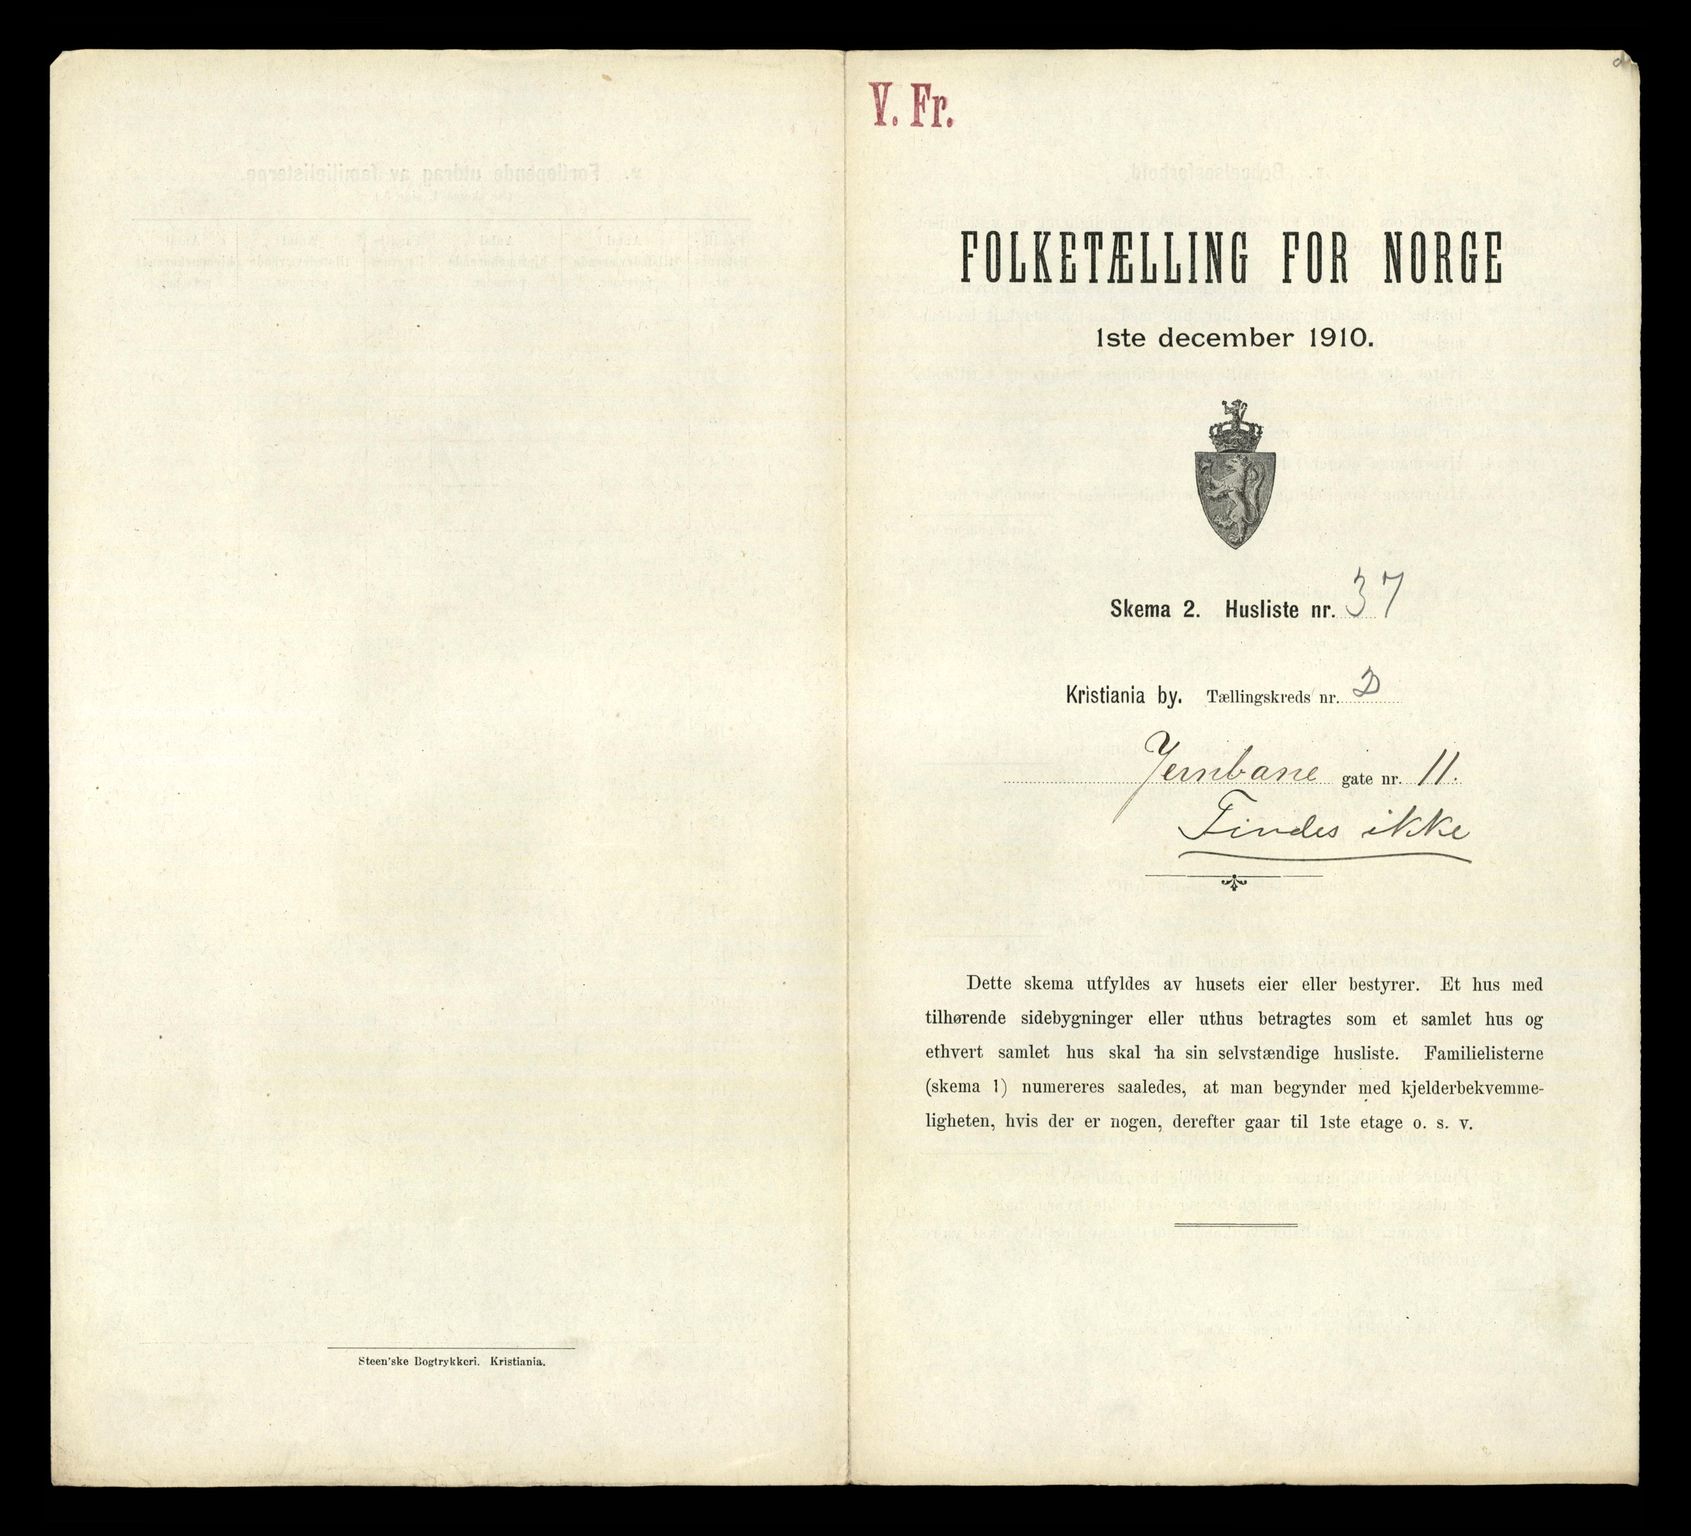 V. Fr.
FOLKETÆLLING FOR NORGE
1ste december 1910.
Skema 2. Husliste nr. 37
Kristiania by. Tællingskreds nr. 2
Jernbane gate nr. 11.
Findes ikke
Dette skema utfyldes av husets eier eller bestyrer. Et hus med
tilhørende sidebygninger eller uthus betragtes som et samlet hus og
ethvert samlet hus skal ha sin selvstændige husliste. Familielisterne
(skema 1) numereres saaledes, at man begynder med kjelderbekvemme-
ligheten, hvis der er nogen, derefter gaar til 1ste etage o. s. v.
Steen'ske Bogtrykkeri. Kristiania.